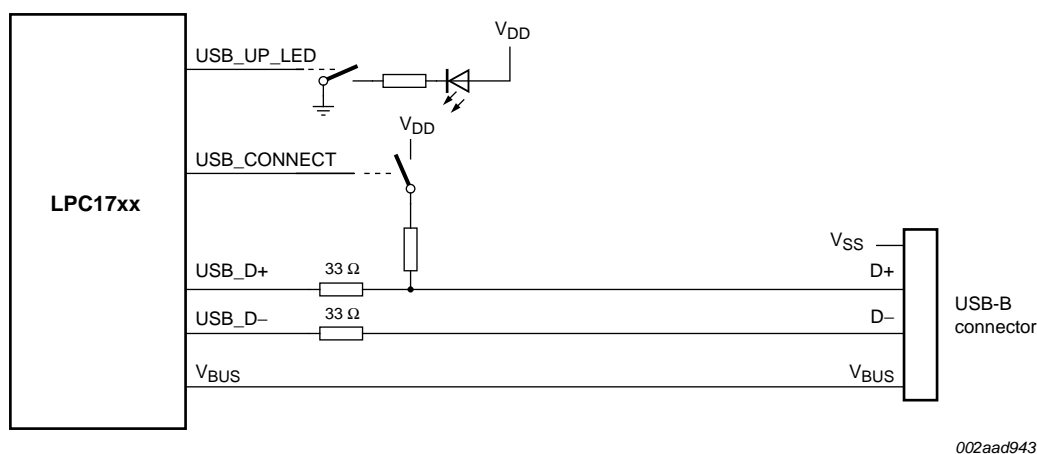 V_DD
USB_UP_LED
V_DD
USB_CONNECT
LPC17xx
V_SS
USB_D+
33 Ω
D+
USB_D−
33 Ω
D−
USB-B
connector
V_BUS
V_BUS
002aad943